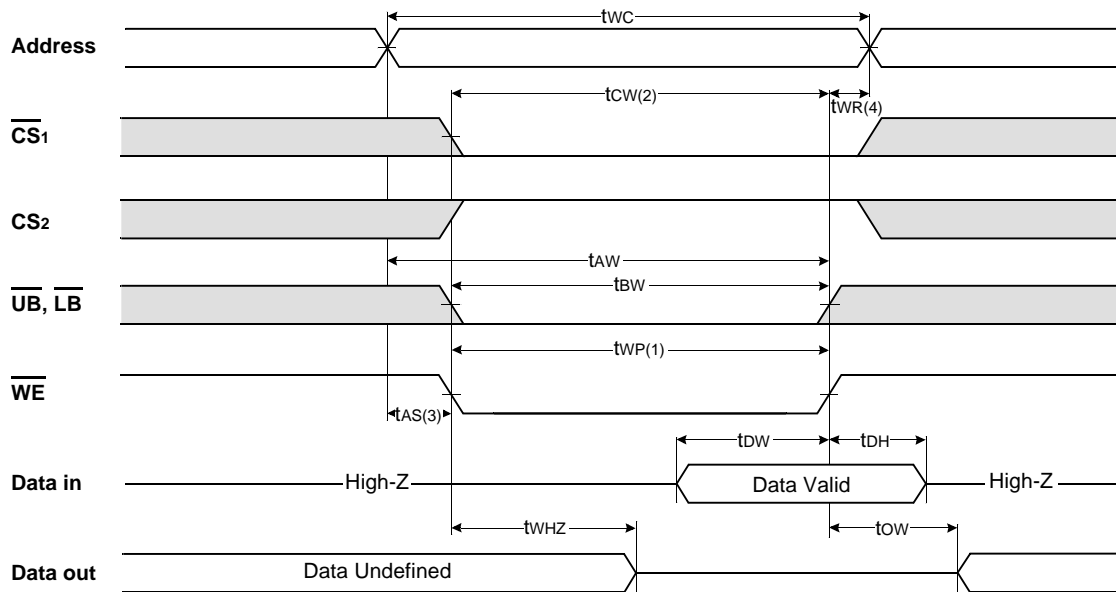 tWC
Address
tCW(2)
tWR(4)
CS1
CS2
tAW
tBW
UB, LB
tWP(1)
WE
tAS(3)
tDW
tDH
Data in
High-Z
Data Valid
High-Z
tWHZ
tOW
Data out
Data Undefined